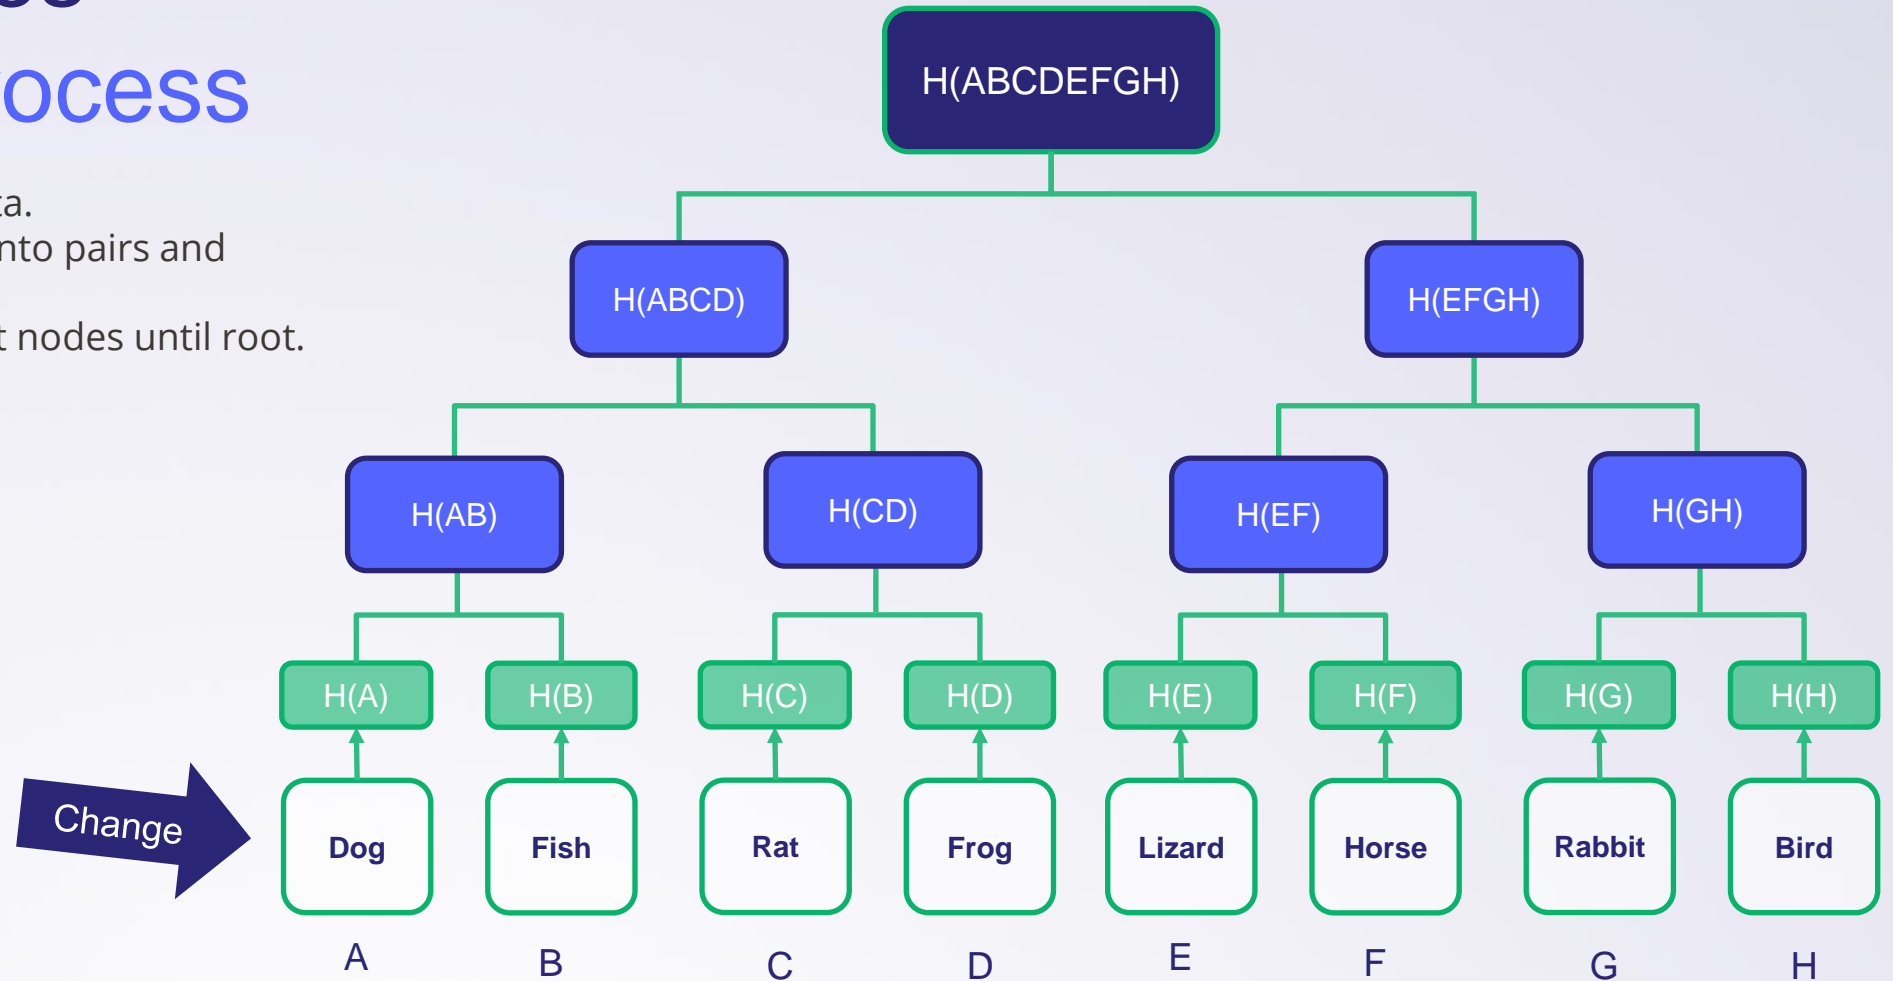 ocess
ta.
nto pairs and
t nodes until root.
H(ABCDEFGH)
H(ABCD) H(EFGH)
H(AB) H(CD) H(EF) H(GH)
H(A) H(B) H(C) H(D) H(E) H(F) H(G) H(H)
Change
Dog Fish Rat Frog Lizard Horse Rabbit Bird
A B C D E F G H